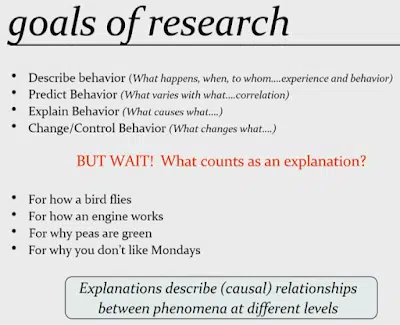 goals of research
• Describe behavior (What happens, when, to whom....experience and behavior)
• Predict Behavior (What varies with what....correlation)
• Explain Behavior (What causes what....)
• Change/Control Behavior (What changes what....)
BUT WAIT! What counts as an explanation?
• For how a bird flies
• For how an engine works
• For why peas are green
• For why you don't like Mondays
Explanations describe (causal) relationships
between phenomena at different levels